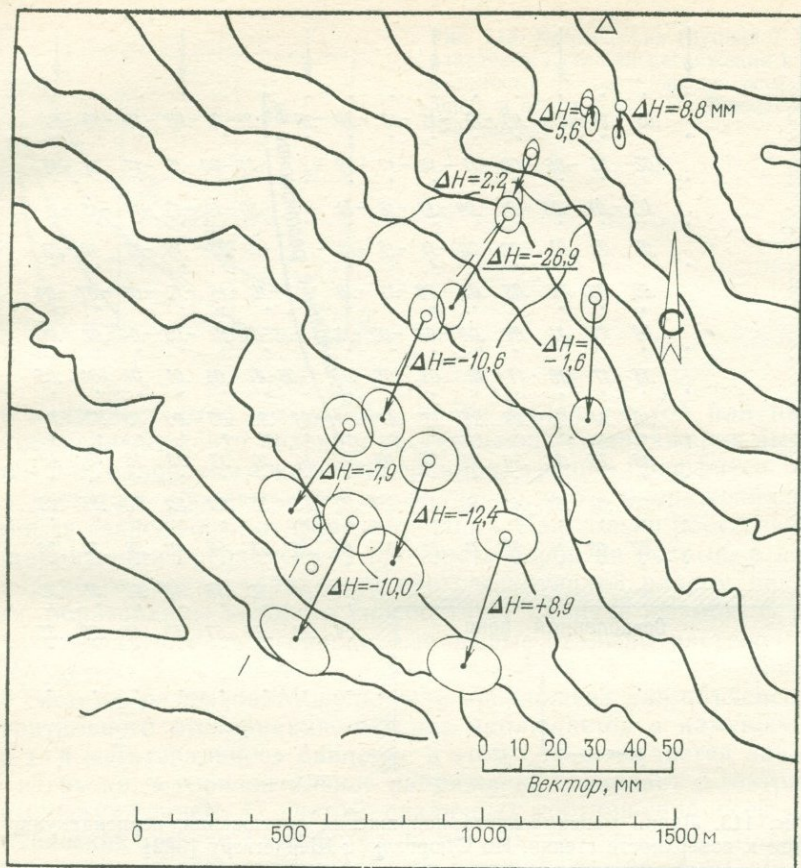 ΔH=
5,6
ΔH=8,8 мм
ΔH=2,2
ΔH=-26,9
ΔH=
-1,6
С
ΔH=-10,6
ΔH=-7,9
ΔH=-12,4
ΔH=-10,0
ΔH=+8,9
0 10 20 30 40 50
Вектор, мм
0 500 1000 1500 м